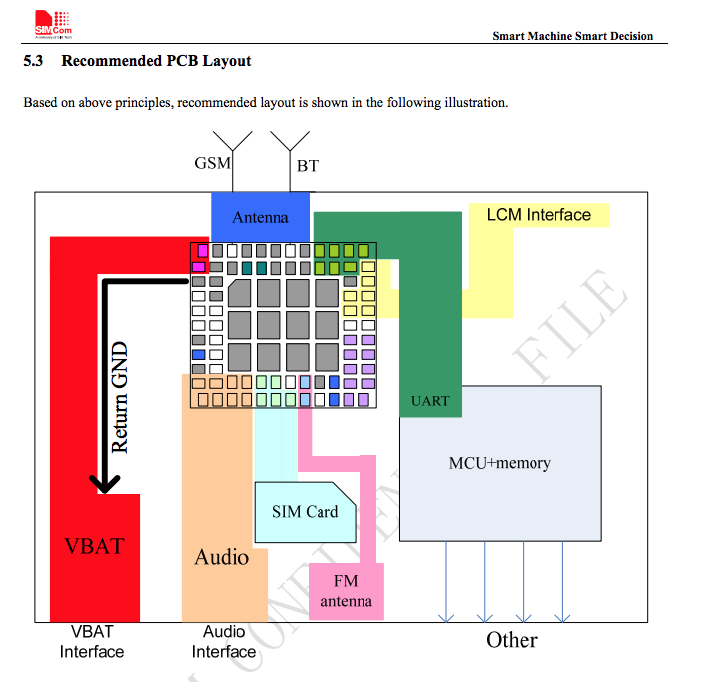 SIMCom
Smart Machine Smart Decision
5.3 Recommended PCB Layout
Based on above principles, recommended layout is shown in the following illustration.
GSM
BT
Antenna
LCM Interface
Return GND
UART
MCU+memory
SIM Card
VBAT
Audio
FM
antenna
VBAT
Interface
Audio
Interface
Other
FILE